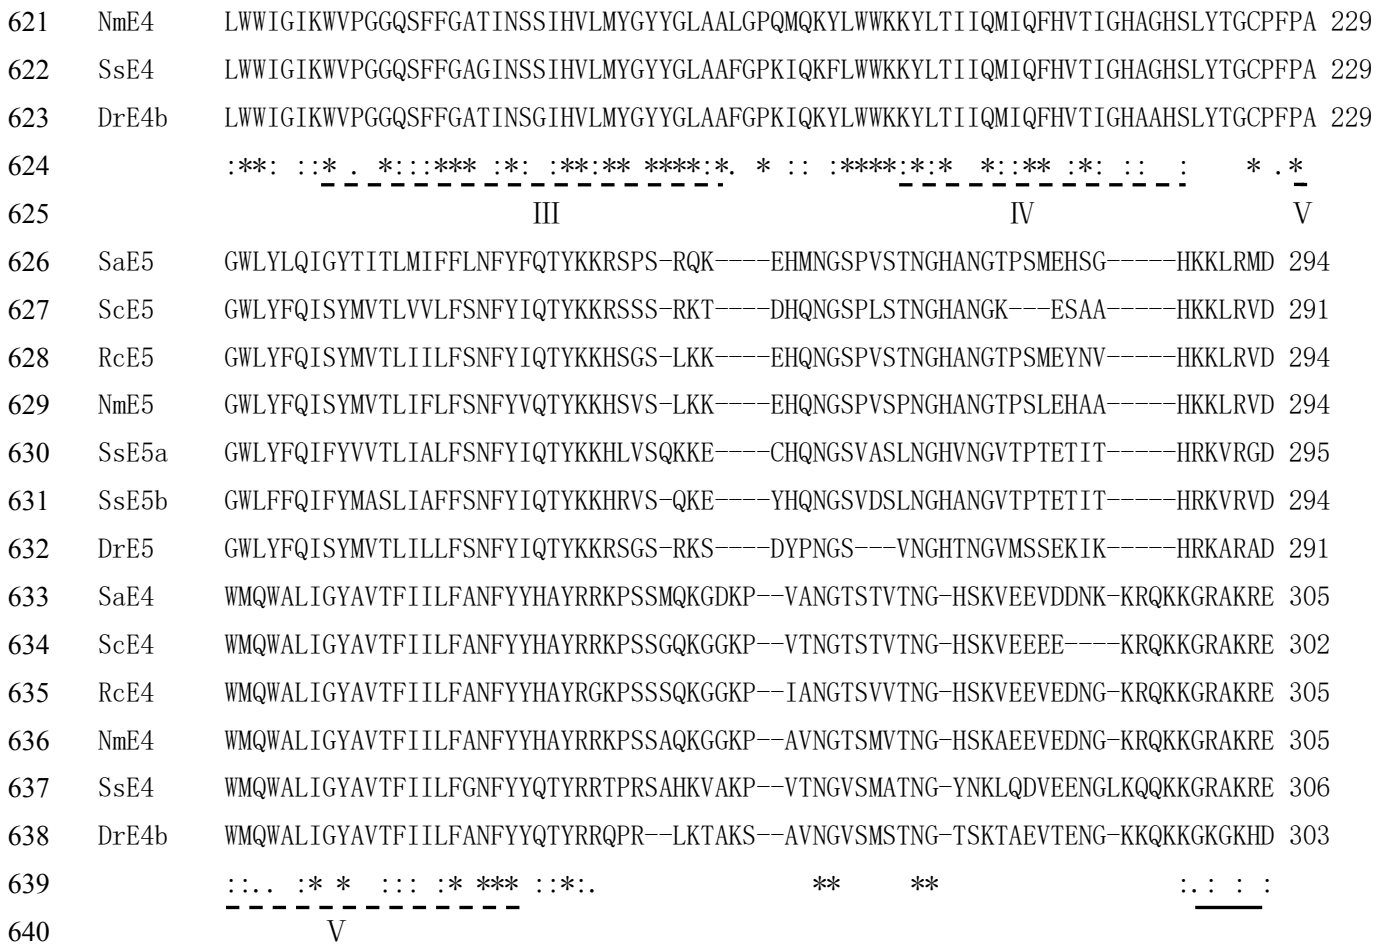 621 NmE4 LWWIGIKWVPGGQSFFGATINSSIHVLMYGYYGLAALGPQMQKYLWWKKYLTIIQMIQFHVTIGHAGHSLYTGCPFPA 229
622 SsE4 LWWIGIKWVPGGQSFFGAGINSSIHVLMYGYYGLAAFGPKIQKFLWWKKYLTIIQMIQFHVTIGHAGHSLYTGCPFPA 229
623 DrE4b LWWIGIKWVPGGQSFFGATINSGIHVLMYGYYGLAAFGPKIQKYLWWKKYLTIIQMIQFHVTIGHAAHSLYTGCPFPA 229
624 :**: ::* . *:::*** :*: :**:** ****:*. * :: :****:*:* *::** :*: :: : * .*
625 III IV V
626 SaE5 GWLYLQIGYTITLMIFFLNFYFQTYKKRSPS-RQK----EHMNGSPVSTNGHANGTPSMEHSG-----HKKLRMD 294
627 ScE5 GWLYFQISYMVTLVVLFSNFYIQTYKKRSSS-RKT----DHQNGSPLSTNGHANGK---ESAA-----HKKLRVD 291
628 RcE5 GWLYFQISYMVTLIILFSNFYIQTYKKHSGS-LKK----EHQNGSPVSTNGHANGTPSMEYNV-----HKKLRVD 294
629 NmE5 GWLYFQISYMVTLIFLFSNFYVQTYKKHSVS-LKK----EHQNGSPVSPNGHANGTPSLEHAA-----HKKLRVD 294
630 SsE5a GWLYFQIFYVVTLIALFSNFYIQTYKKHLVSQKKE----CHQNGSVASLNGHVNGVTPTETIT-----HRKVRGD 295
631 SsE5b GWLFFQIFYMASLIAFFSNFYIQTYKKHRVS-QKE----YHQNGSVDSLNGHANGVTPTETIT-----HRKVRVD 294
632 DrE5 GWLYFQISYMVTLILLFSNFYIQTYKKRSGS-RKS----DYPNGS---VNGHTNGVMSSEKIK-----HRKARAD 291
633 SaE4 WMQWALIGYAVTFIILFANFYYHAYRRKPSSMQKGDKP--VANGTSTVTNG-HSKVEEVDDNK-KRQKKGRAKRE 305
634 ScE4 WMQWALIGYAVTFIILFANFYYHAYRRKPSSGQKGGKP--VTNGTSTVTNG-HSKVEEEE----KRQKKGRAKRE 302
635 RcE4 WMQWALIGYAVTFIILFANFYYHAYRGKPSSSQKGGKP--IANGTSVVTNG-HSKVEEVEDNG-KRQKKGRAKRE 305
636 NmE4 WMQWALIGYAVTFIILFANFYYHAYRRKPSSAQKGGKP--AVNGTSMVTNG-HSKAEEVEDNG-KRQKKGRAKRE 305
637 SsE4 WMQWALIGYAVTFIILFGNFYYQTYRRTPRSAHKVAKP--VTNGVSMATNG-YNKLQDVEENGLKQQKKGRAKRE 306
638 DrE4b WMQWALIGYAVTFIILFANFYYQTYRRQPR--LKTAKS--AVNGVSMSTNG-TSKTAEVTENG-KKQKKGKGKHD 303
639 ::.. :* * ::: :* *** ::*:. ** ** :.: : :
640 V